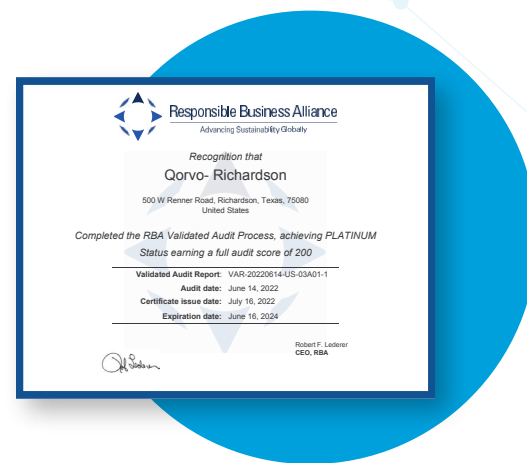 Responsible Business Alliance
Advancing Sustainability Globally
Recognition that
Qorvo- Richardson
500 W Renner Road, Richardson, Texas, 75080
United States
Completed the RBA Validated Audit Process, achieving PLATINUM
Status earning a full audit score of 200
Validated Audit Report: VAR-20220614-US-03A01-1
Audit date: June 14, 2022
Certificate issue date: July 16, 2022
Expiration date: June 16, 2024
Robert F. Lederer
CEO, RBA